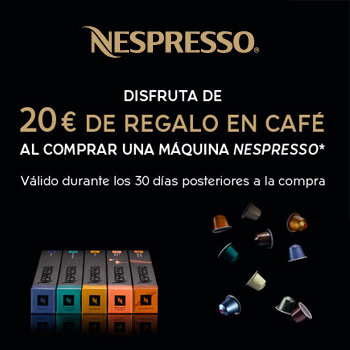 NESPRESSO®
DISFRUTA DE
20 € DE REGALO EN CAFÉ
AL COMPRAR UNA MÁQUINA NESPRESSO*
Válido durante los 30 días posteriores a la compra